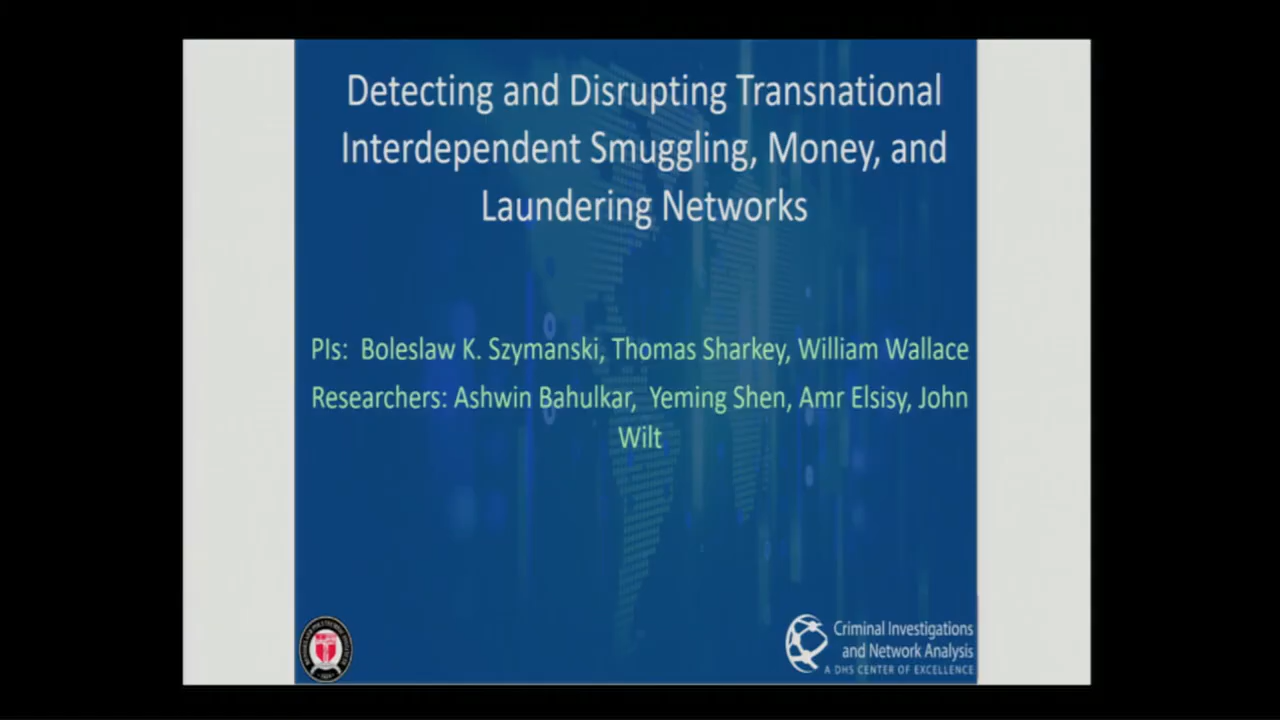 Detecting and Disrupting Transnational
Interdependent Smuggling, Money, and
Laundering Networks
PIs: Boleslaw K. Szymanski, Thomas Sharkey, William Wallace
Researchers: Ashwin Bahulkar, Yeming Shen, Amr Elsisy, John
Wilt
Criminal Investigations
and Network Analysis
A DHS CENTER OF EXCELLENCE